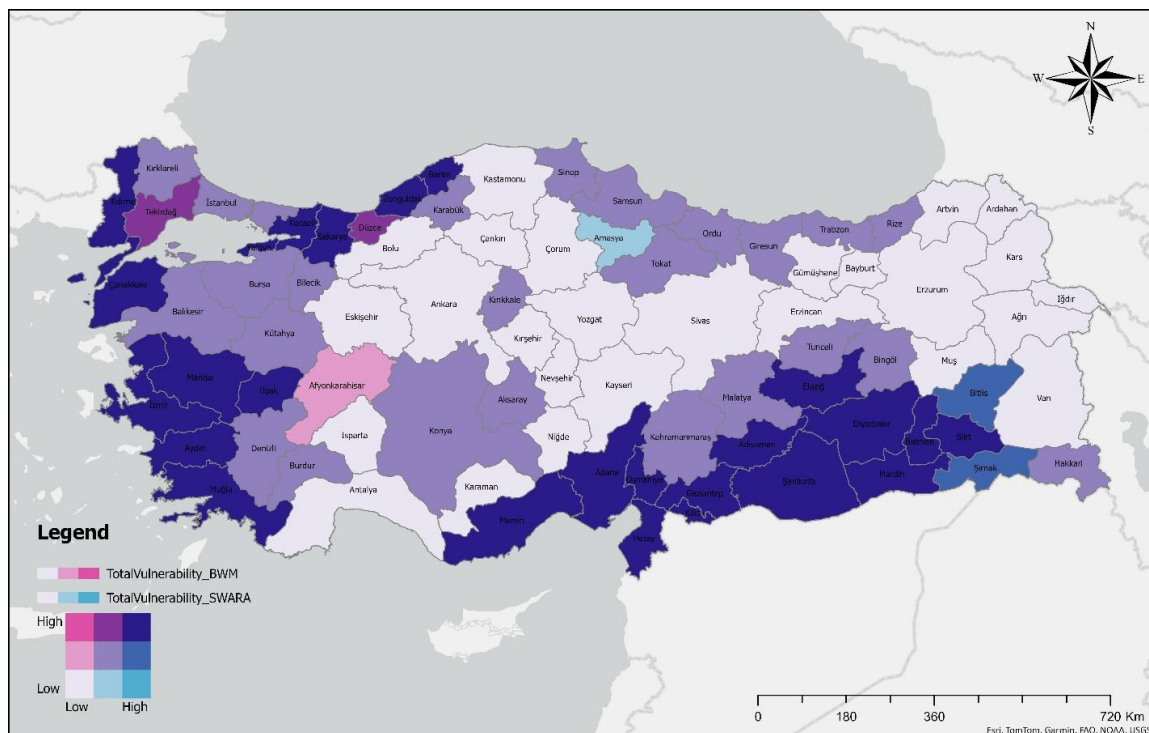 N
W E
S
Kırklareli
Edirne
Tekirdağ
İstanbul
Kocaeli
Sakarya
Düzce
Zonguldak
Bartın
Karabük
Kastamonu
Sinop
Samsun
Bolu
Çankırı
Çorum
Amasya
Ordu
Giresun
Trabzon
Rize
Artvin
Ardahan
Kars
Tokat
Gümüşhane
Bayburt
Erzurum
Iğdır
Ağrı
Çanakkale
Bursa
Bilecik
Balıkesir
Kütahya
Eskişehir
Ankara
Kırıkkale
Yozgat
Sivas
Erzincan
Kırşehir
Tunceli
Bingöl
Muş
Manisa
Uşak
Afyonkarahisar
Nevşehir
Kayseri
Aksaray
Malatya
Elazığ
Bitlis
Van
İzmir
Isparta
Konya
Niğde
Kahramanmaraş
Diyarbakır
Batman
Siirt
Aydın
Denizli
Burdur
Adıyaman
Mardin
Şırnak
Hakkari
Muğla
Antalya
Karaman
Adana
Osmaniye
Gaziantep
Şanlıurfa
Kilis
Mersin
Hatay
Legend
TotalVulnerability_BWM
TotalVulnerability_SWARA
High
Low
Low High
0 180 360 720 Km
Esri, TomTom, Garmin, FAO, NOAA, USGS